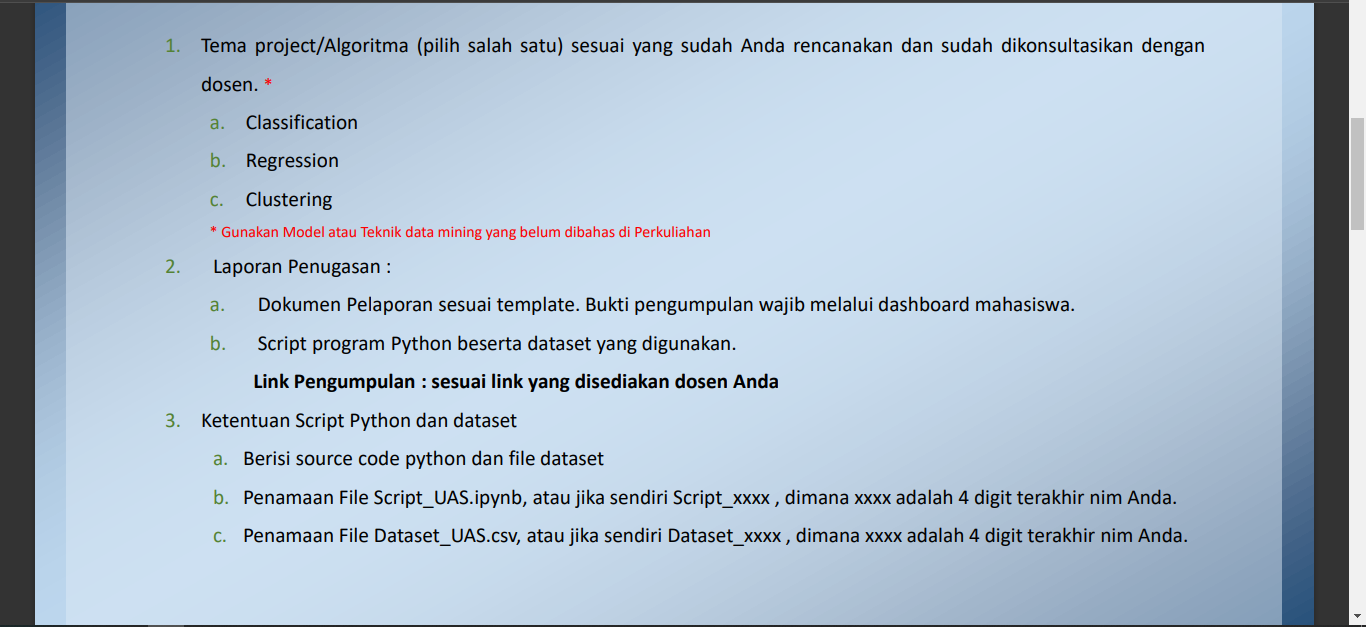 1. Tema project/Algoritma (pilih salah satu) sesuai yang sudah Anda rencanakan dan sudah dikonsultasikan dengan
dosen. *
a. Classification
b. Regression
c. Clustering
* Gunakan Model atau Teknik data mining yang belum dibahas di Perkuliahan
2. Laporan Penugasan :
a. Dokumen Pelaporan sesuai template. Bukti pengumpulan wajib melalui dashboard mahasiswa.
b. Script program Python beserta dataset yang digunakan.
Link Pengumpulan : sesuai link yang disediakan dosen Anda
3. Ketentuan Script Python dan dataset
a. Berisi source code python dan file dataset
b. Penamaan File Script_UAS.ipynb, atau jika sendiri Script_xxxx , dimana xxxx adalah 4 digit terakhir nim Anda.
c. Penamaan File Dataset_UAS.csv, atau jika sendiri Dataset_xxxx , dimana xxxx adalah 4 digit terakhir nim Anda.